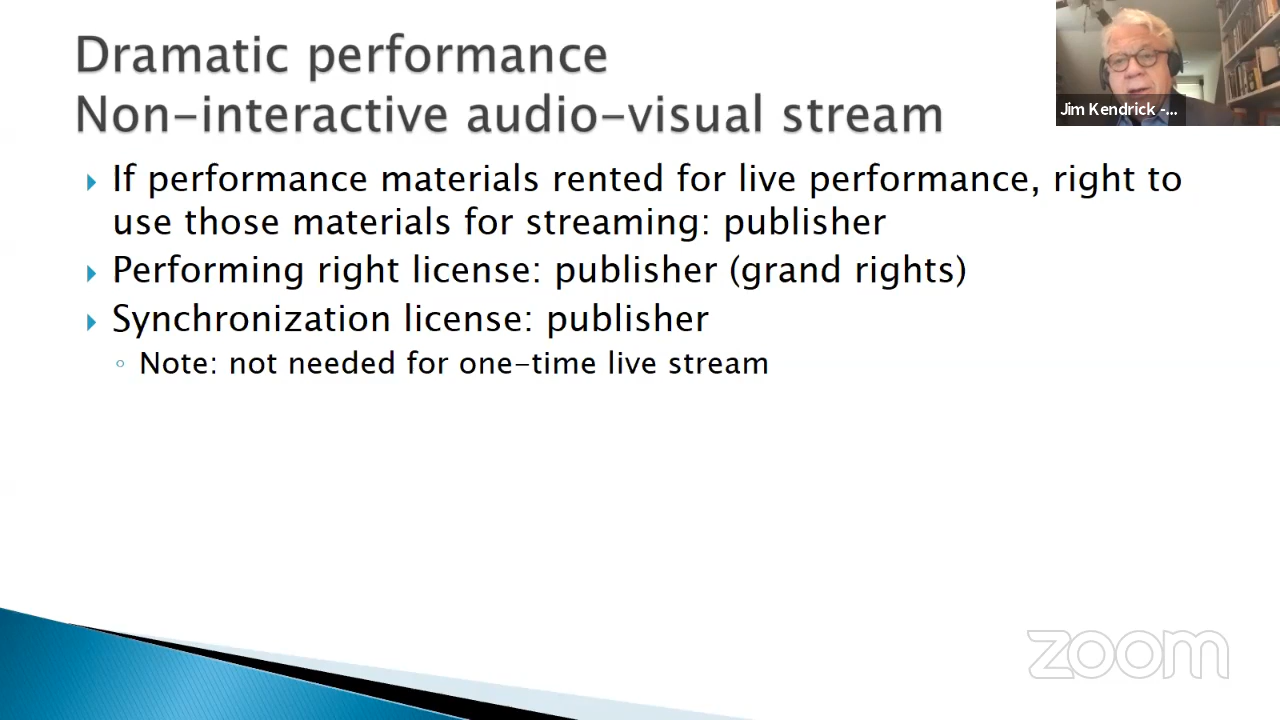 Dramatic performance
Non-interactive audio-visual stream
If performance materials rented for live performance, right to
use those materials for streaming: publisher
Performing right license: publisher (grand rights)
Synchronization license: publisher
Note: not needed for one-time live stream
Jim Kendrick -...
zoom